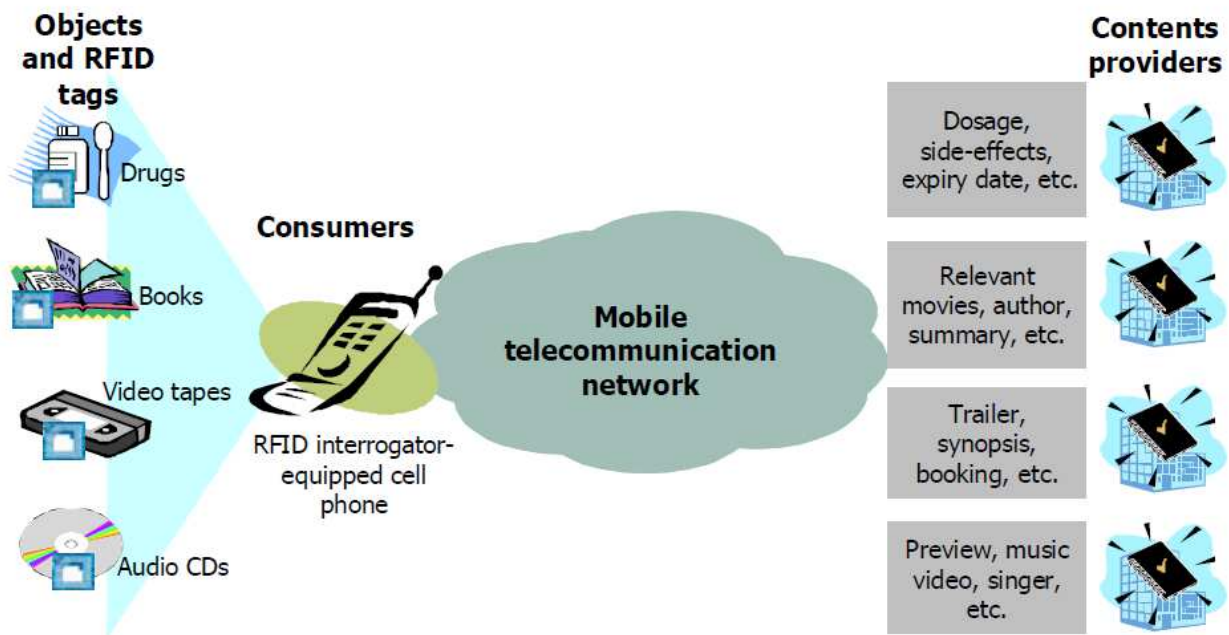 Objects
and RFID
tags
Drugs
Books
Video tapes
Audio CDs
Consumers
RFID interrogator-
equipped cell
phone
Mobile
telecommunication
network
Contents
providers
Dosage,
side-effects,
expiry date, etc.
Relevant
movies, author,
summary, etc.
Trailer,
synopsis,
booking, etc.
Preview, music
video, singer,
etc.